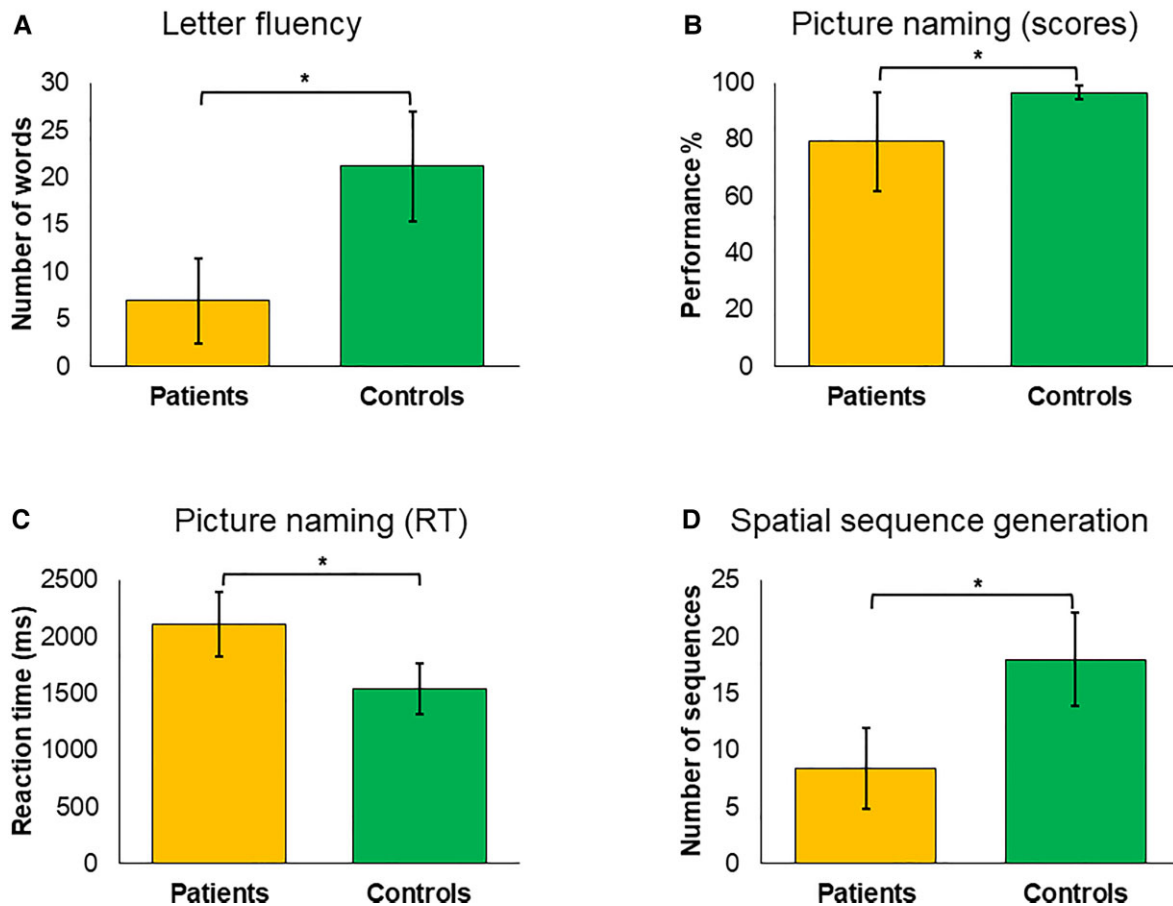 A Letter fluency
Number of words
30
25
20
15
10
5
0
*
Patients Controls
B Picture naming (scores)
Performance %
100
80
60
40
20
0
*
Patients Controls
C Picture naming (RT)
Reaction time (ms)
2500
2000
1500
1000
500
0
*
Patients Controls
D Spatial sequence generation
Number of sequences
25
20
15
10
5
0
*
Patients Controls